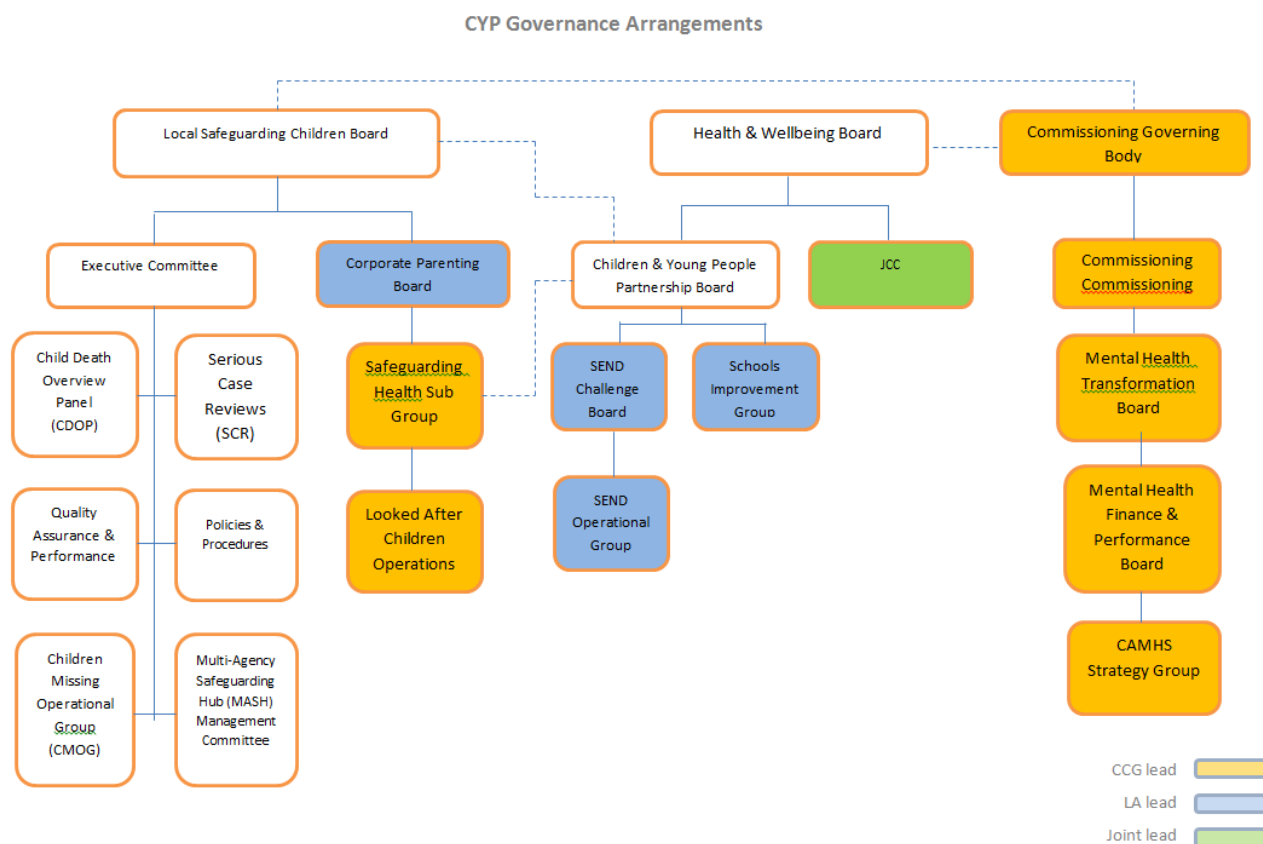 CYP Governance Arrangements
Local Safeguarding Children Board
Health & Wellbeing Board
Commissioning Governing
Body
Executive Committee
Corporate Parenting
Board
Children & Young People
Partnership Board
JCC
Commissioning
Commissioning
Child Death
Overview
Panel
(CDOP)
Serious
Case
Reviews
(SCR)
Safeguarding
Health Sub
Group
SEND
Challenge
Board
Schools
Improvement
Group
Mental Health
Transformation
Board
Quality
Assurance &
Performance
Policies &
Procedures
Looked After
Children
Operations
SEND
Operational
Group
Mental Health
Finance &
Performance
Board
Children
Missing
Operational
Group
(CMOG)
Multi-Agency
Safeguarding
Hub (MASH)
Management
Committee
CAMHS
Strategy Group
CCG lead
LA lead
Joint lead